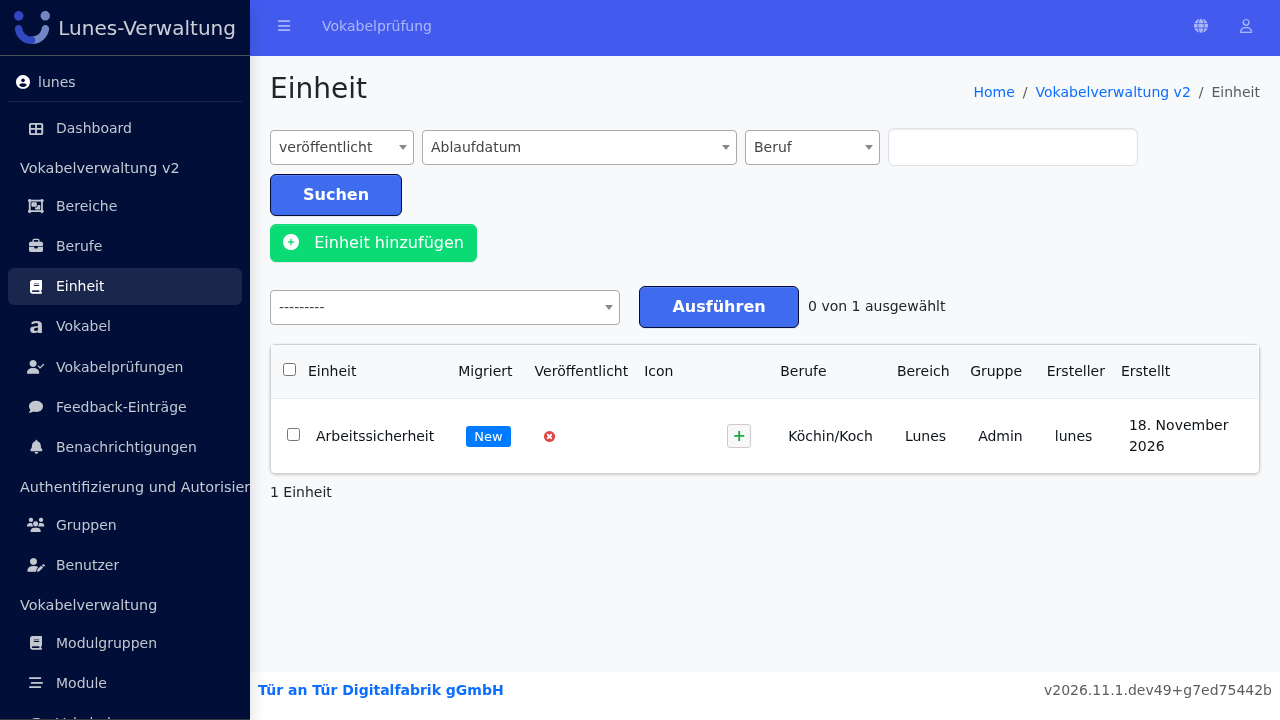 Lunes-Verwaltung
Vokabelprüfung
lunes
Dashboard
Vokabelverwaltung v2
Bereiche
Berufe
Einheit
Vokabel
Vokabelprüfungen
Feedback-Einträge
Benachrichtigungen
Authentifizierung und Autorisier
Gruppen
Benutzer
Vokabelverwaltung
Modulgruppen
Module
Einheit
Home / Vokabelverwaltung v2 / Einheit
veröffentlicht Ablaufdatum Beruf
Suchen
Einheit hinzufügen
--------- Ausführen 0 von 1 ausgewählt
Einheit Migriert Veröffentlicht Icon Berufe Bereich Gruppe Ersteller Erstellt
Arbeitssicherheit New Köchin/Koch Lunes Admin lunes 18. November
2026
1 Einheit
Tür an Tür Digitalfabrik gGmbH v2026.11.1.dev49+g7ed75442b